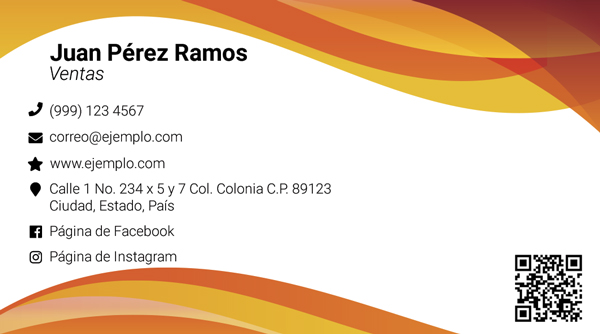 Juan Pérez Ramos
Ventas
(999) 123 4567
correo@ejemplo.com
www.ejemplo.com
Calle 1 No. 234 x 5 y 7 Col. Colonia C.P. 89123
Ciudad, Estado, País
Página de Facebook
Página de Instagram